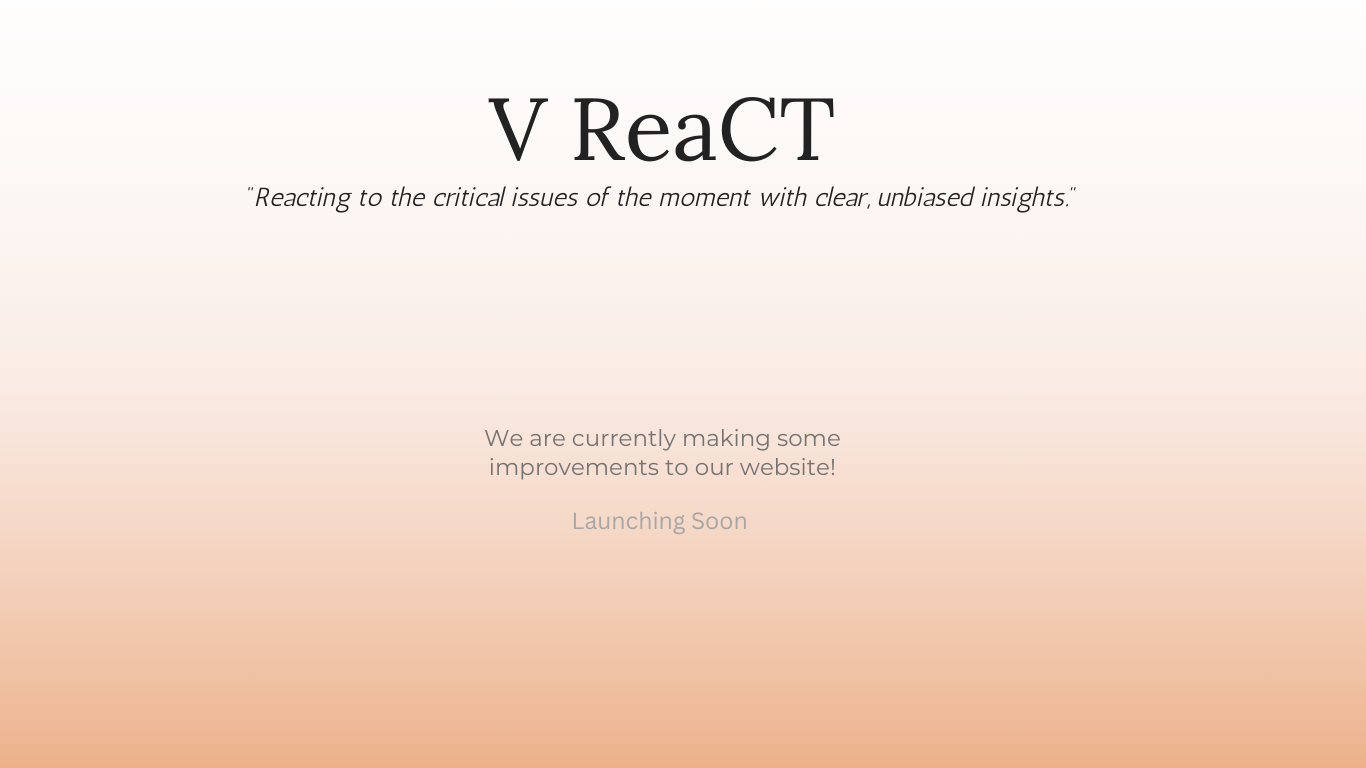 V ReaCT
"Reacting to the critical issues of the moment with clear, unbiased insights."
We are currently making some
improvements to our website!
Launching Soon